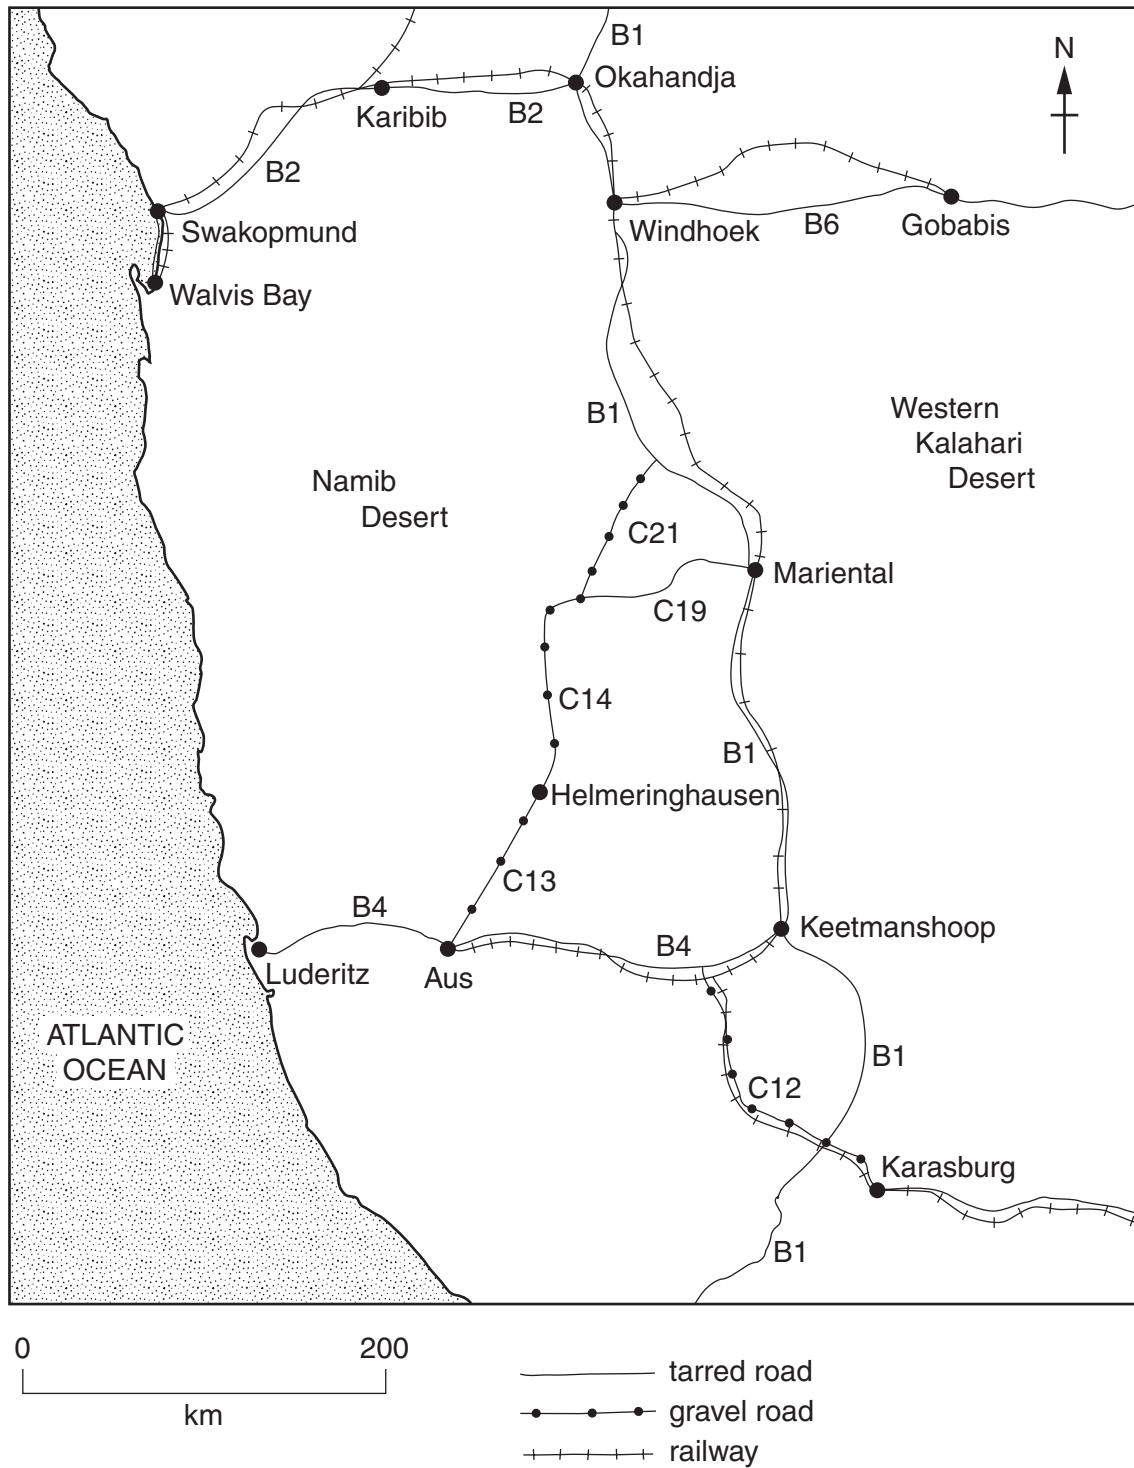 B1
N
Okahandja
Karibib
B2
B2
Swakopmund
Windhoek
B6
Gobabis
Walvis Bay
B1
Western
Kalahari
Desert
Namib
Desert
C21
Mariental
C19
C14
B1
Helmeringhausen
C13
B4
Keetmanshoop
B4
Luderitz
Aus
ATLANTIC
OCEAN
B1
C12
Karasburg
B1
0
200
km
tarred road
gravel road
railway